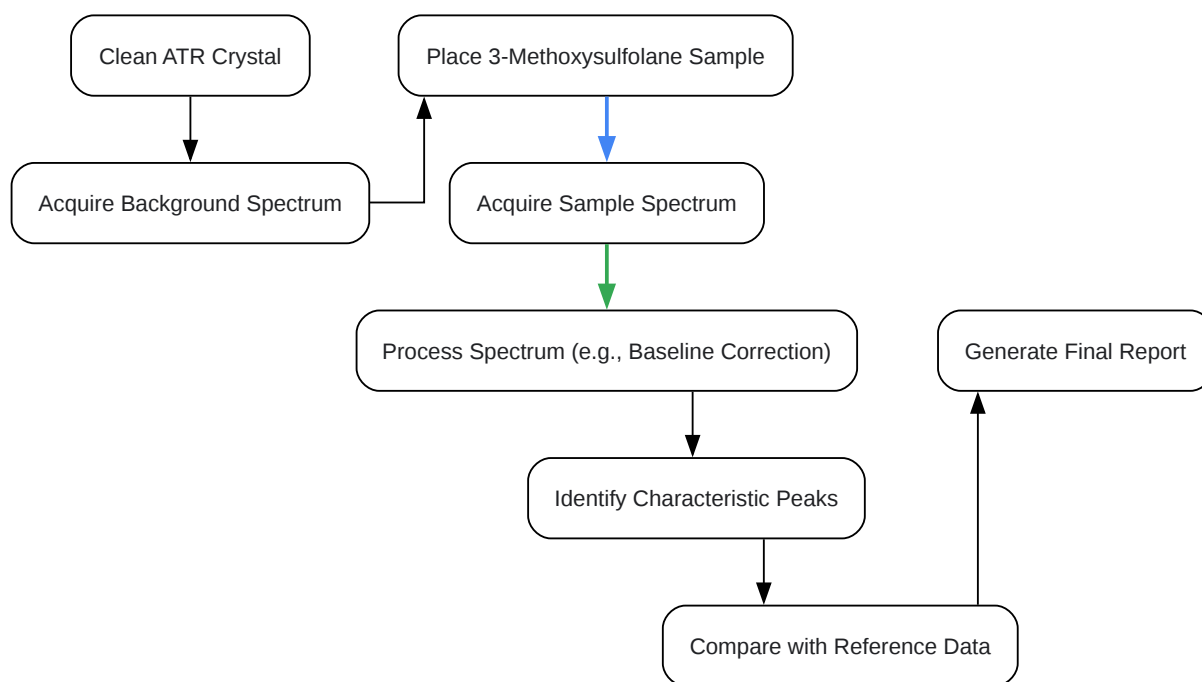 Clean ATR Crystal
Place 3-Methoxysulfolane Sample
Acquire Background Spectrum
Acquire Sample Spectrum
Process Spectrum (e.g., Baseline Correction)
Generate Final Report
Identify Characteristic Peaks
Compare with Reference Data